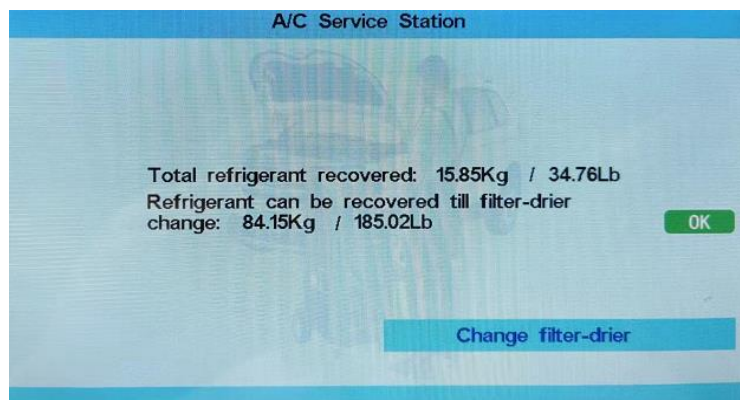 A/C Service Station
Total refrigerant recovered: 15.85Kg / 34.76Lb
Refrigerant can be recovered till filter-drier
change: 84.15Kg / 185.02Lb
OK
Change filter-drier